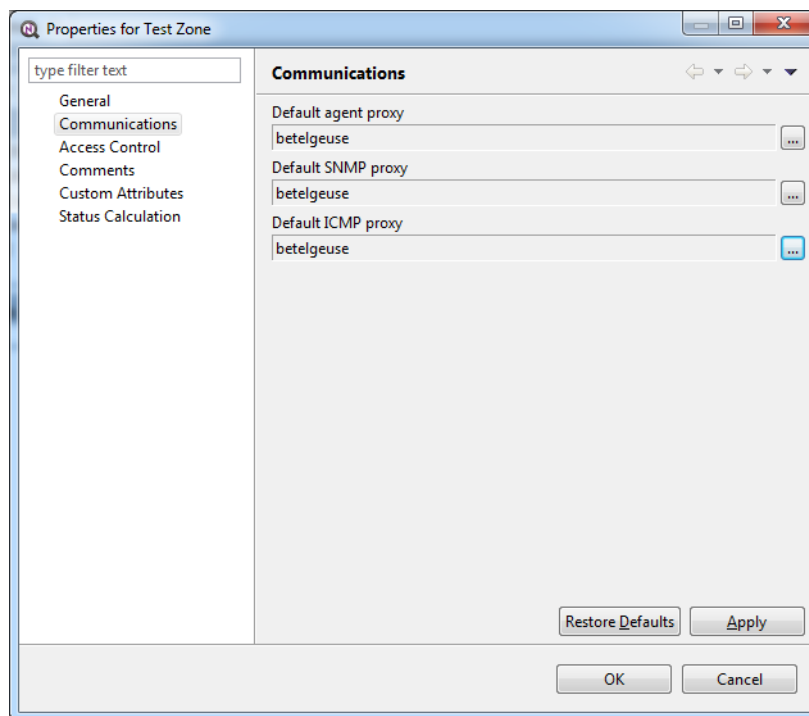 Properties for Test Zone
type filter text
General
Communications
Access Control
Comments
Custom Attributes
Status Calculation
Communications
Default agent proxy
betelgeuse
...
Default SNMP proxy
betelgeuse
...
Default ICMP proxy
betelgeuse
...
Restore Defaults
Apply
OK
Cancel